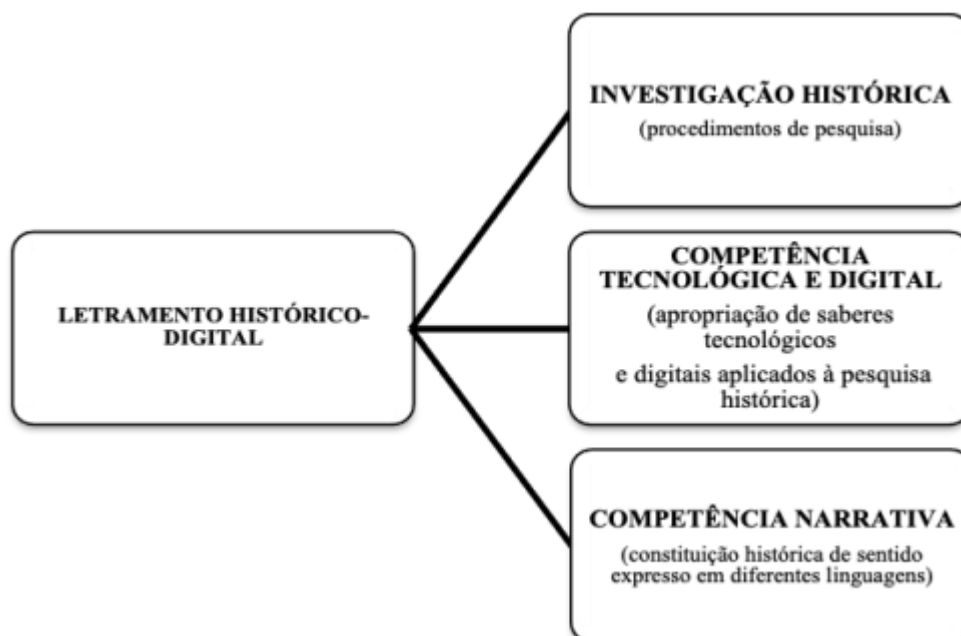 LETRAMENTO HISTÓRICO-
DIGITAL
INVESTIGAÇÃO HISTÓRICA
(procedimentos de pesquisa)
COMPETÊNCIA
TECNOLÓGICA E DIGITAL
(apropriação de saberes
tecnológicos
e digitais aplicados à pesquisa
histórica)
COMPETÊNCIA NARRATIVA
(constituição histórica de sentido
expresso em diferentes linguagens)